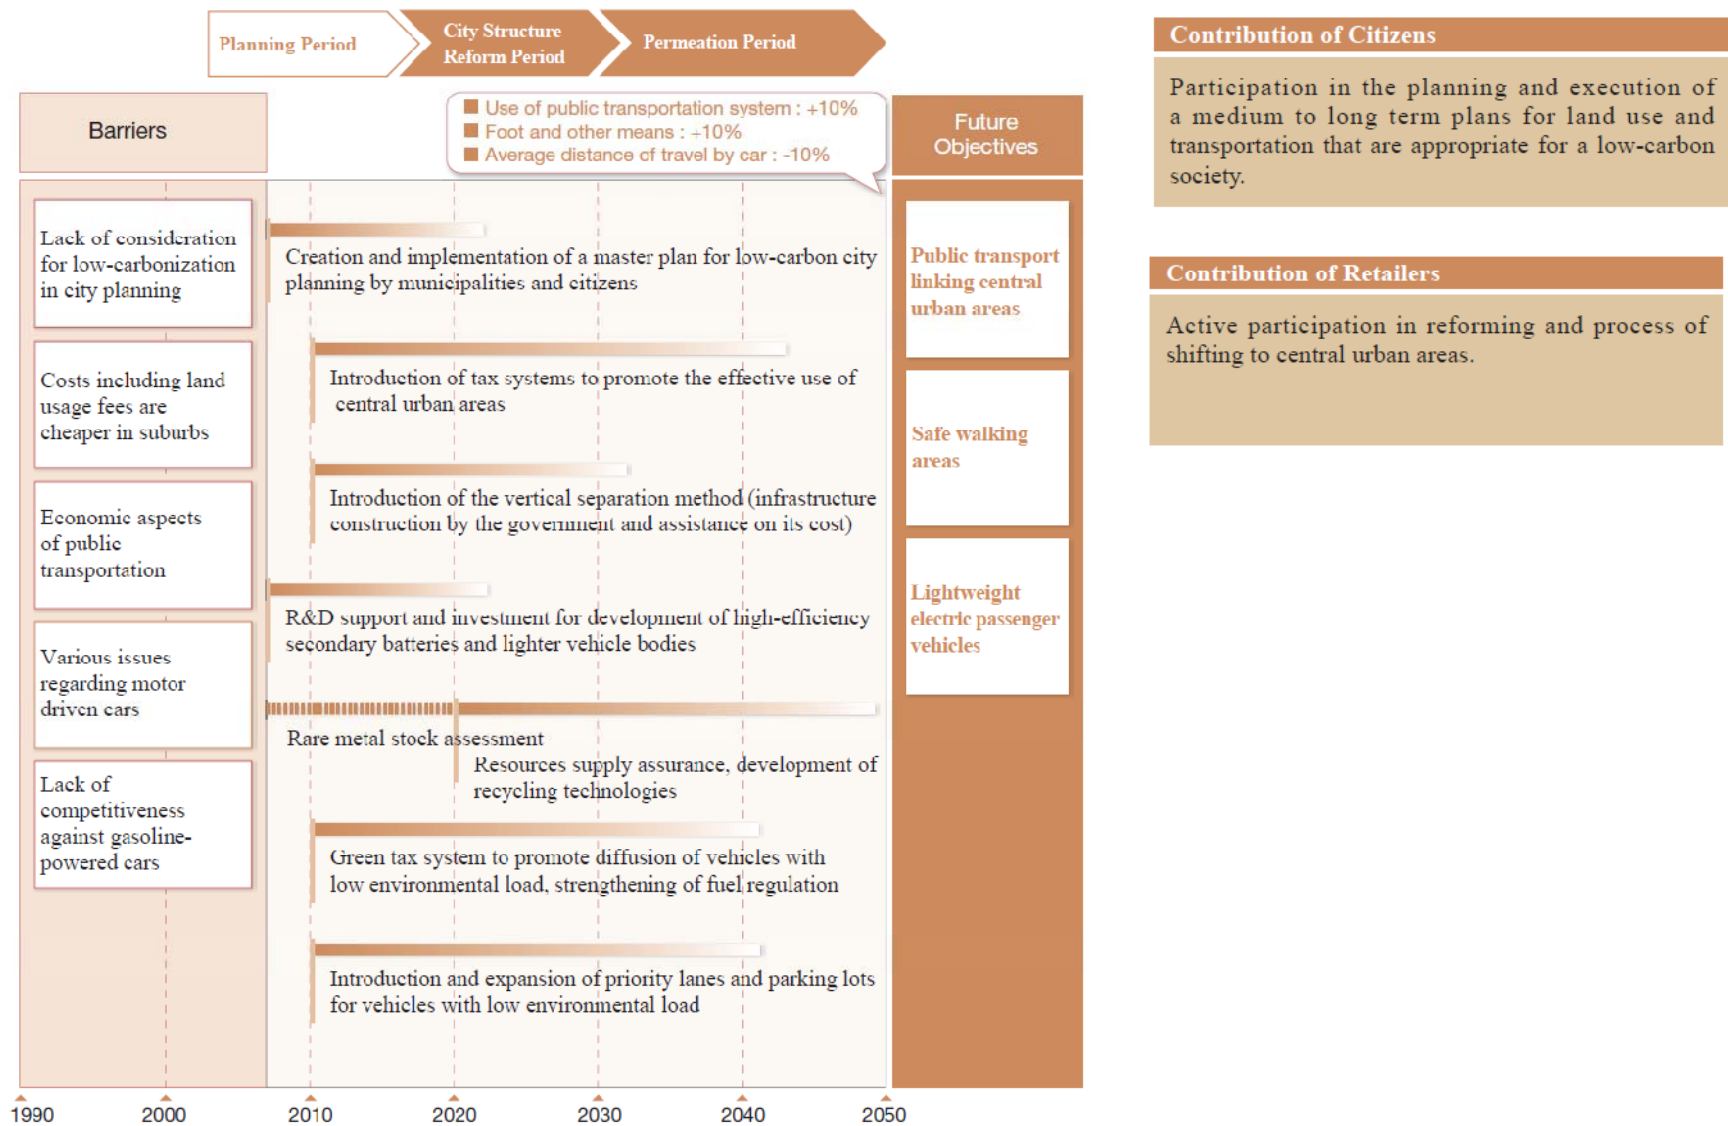 Planning Period
City Structure
Reform Period
Permeation Period
Barriers
Use of public transportation system : +10%
Foot and other means : +10%
Average distance of travel by car : -10%
Future
Objectives
Lack of consideration
for low-carbonization
in city planning
Costs including land
usage fees are
cheaper in suburbs
Economic aspects
of public
transportation
Various issues
regarding motor
driven cars
Lack of
competitiveness
against gasoline-
powered cars
Creation and implementation of a master plan for low-carbon city
planning by municipalities and citizens
Introduction of tax systems to promote the effective use of
central urban areas
Introduction of the vertical separation method (infrastructure
construction by the government and assistance on its cost)
R&D support and investment for development of high-efficiency
secondary batteries and lighter vehicle bodies
Rare metal stock assessment
Resources supply assurance, development of
recycling technologies
Green tax system to promote diffusion of vehicles with
low environmental load, strengthening of fuel regulation
Introduction and expansion of priority lanes and parking lots
for vehicles with low environmental load
Public transport
linking central
urban areas
Safe walking
areas
Lightweight
electric passenger
vehicles
1990 2000 2010 2020 2030 2040 2050
Contribution of Citizens
Participation in the planning and execution of
a medium to long term plans for land use and
transportation that are appropriate for a low-carbon
society.
Contribution of Retailers
Active participation in reforming and process of
shifting to central urban areas.